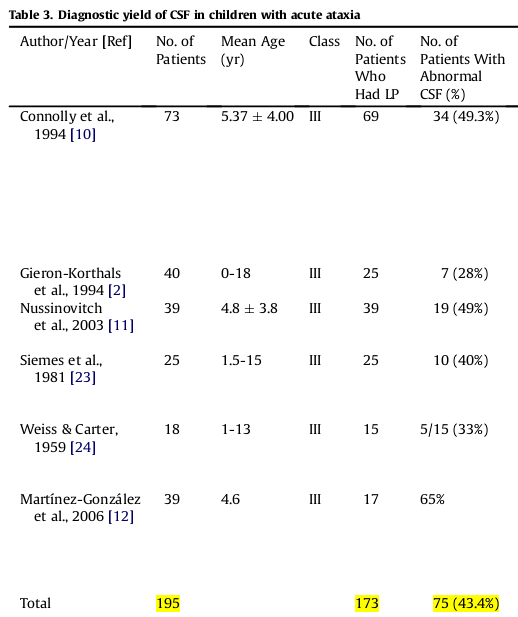 Table 3. Diagnostic yield of CSF in children with acute ataxia
Author/Year [Ref] No. of Patients Mean Age (yr) Class No. of Patients Who Had LP No. of Patients With Abnormal CSF (%)
Connolly et al., 73 5.37 ± 4.00 III 69 34 (49.3%)
1994 [10]
Gieron-Korthals 40 0-18 III 25 7 (28%)
et al., 1994 [2]
Nussinovitch 39 4.8 ± 3.8 III 39 19 (49%)
et al., 2003 [11]
Siemes et al., 25 1.5-15 III 25 10 (40%)
1981 [23]
Weiss & Carter, 18 1-13 III 15 5/15 (33%)
1959 [24]
Martínez-González 39 4.6 III 17 65%
et al., 2006 [12]
Total 195 173 75 (43.4%)